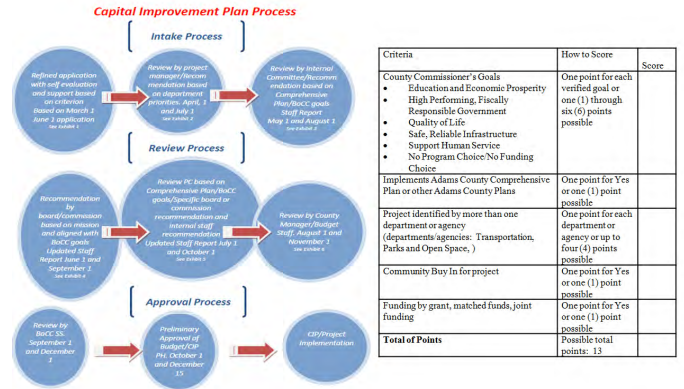 Capital Improvement Plan Process
Intake Process
Refined application
with self evaluation
and support based
on criterion
Based on March 1
June 1 application
See Exhibit 1
Review by project
manager/Recom
mendation based
on department
priorities. April, 1
and July 1
See Exhibit 2
Review by Internal
Committee/Recomm
endation based on
Comprehensive
Plan/BoCC goals
Staff Report
May 1 and August 1
See Exhibit 3
Review Process
Recommendation
by
board/commission
based on mission
and aligned with
BoCC goals
Updated Staff
Report June 1 and
September 1
See Exhibit 4
Review PC based on
Comprehensive Plan/BoCC
goals/Specific board or
commission
recommendation and
internal staff
recommendation
Updated Staff Report July 1
and October 1
See Exhibit 5
Review by County
Manager/Budget
Staff. August 1 and
November 1
See Exhibit 6
Approval Process
Review by
BoCC SS.
September 1
and December
1
Preliminary
Approval of
Budget/CIP
PH. October 1
and December
15
CIP/Project
Implementation
Criteria
How to Score
Score
County Commissioner's Goals
• Education and Economic Prosperity
• High Performing, Fiscally
Responsible Government
• Quality of Life
• Safe, Reliable Infrastructure
• Support Human Service
• No Program Choice/No Funding
Choice
One point for each
verified goal or
one (1) through
six (6) points
possible
Implements Adams County Comprehensive
Plan or other Adams County Plans
One point for Yes
or one (1) point
possible
Project identified by more than one
department or agency
(departments/agencies: Transportation,
Parks and Open Space, )
One point for each
department or
agency or up to
four (4) points
possible
Community Buy In for project
One point for Yes
or one (1) point
possible
Funding by grant, matched funds, joint
funding
One point for Yes
or one (1) point
possible
Total of Points
Possible total
points: 13